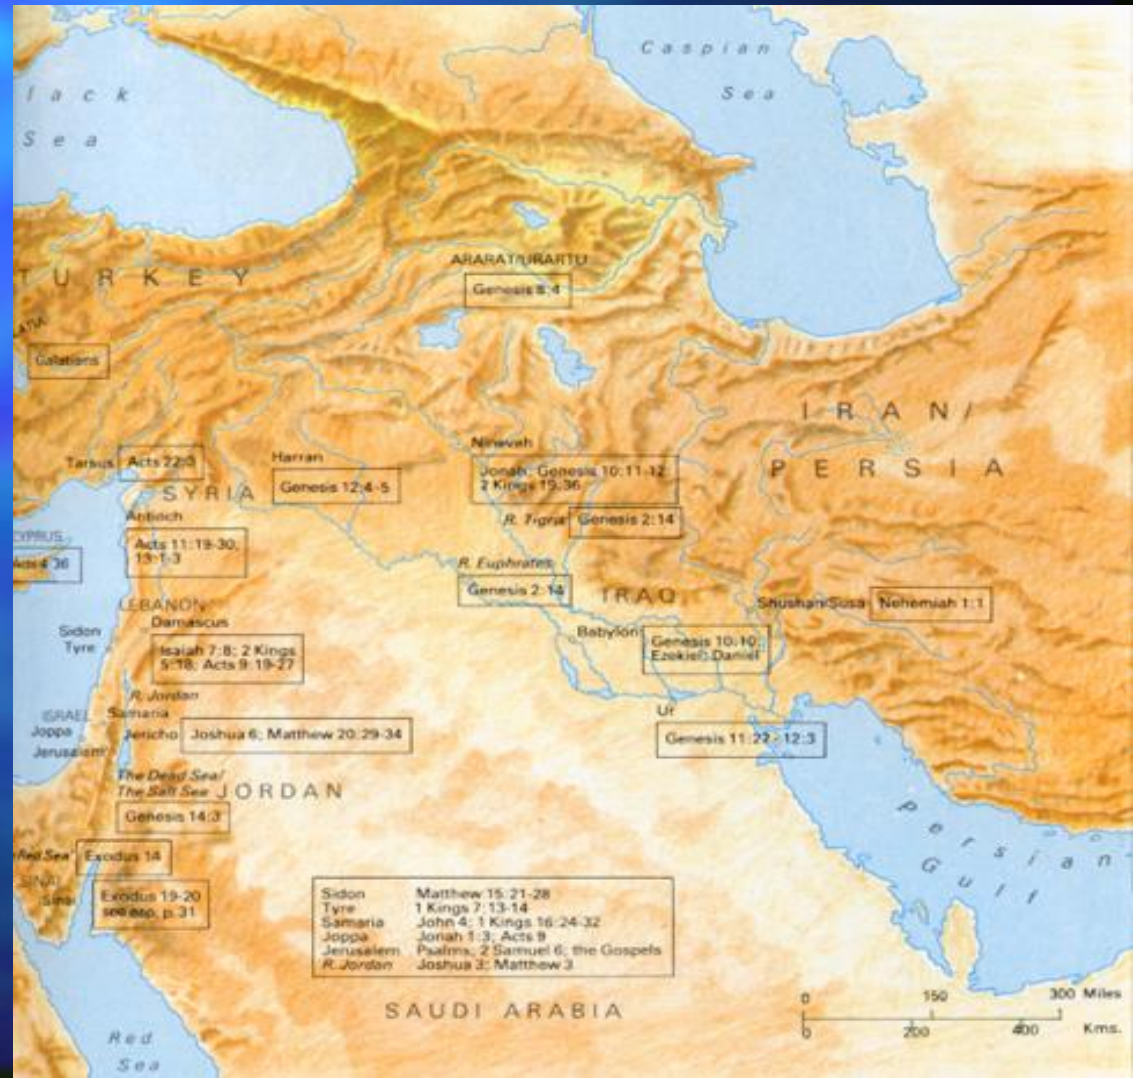 Caspian
Sea
lack
Sea
TURKEY
ARARAT/URARTU
Genesis 8:4
Galatians
IRAN/
PERSIA
Tarsus
Acts 22:3
Harran
Genesis 12:4-5
SYRIA
Nineveh
Jonah; Genesis 10:11-12;
2 Kings 19:36
R. Tigris
Genesis 2:14
Antioch
Acts 11:19-30;
13:1-3
CYPRUS
Acts 4:36
R. Euphrates
Genesis 2:14
IRAQ
Shushan/Susa
Nehemiah 1:1
LEBANON
Damascus
Isaiah 7:8; 2 Kings
5:18; Acts 9:19-27
Sidon
Tyre
Babylon
Genesis 10:10;
Ezekiel; Daniel
R. Jordan
Samaria
ISRAEL
Joppa
Jericho
Joshua 6; Matthew 20:29-34
Jerusalem
Ur
Genesis 11:27 - 12:3
The Dead Sea/
The Salt Sea
JORDAN
Genesis 14:3
Persian
Gulf
'Red Sea'
Exodus 14
SINAI
Sinai
Exodus 19-20
see map, p.31
Sidon Matthew 15:21-28
Tyre 1 Kings 7:13-14
Samaria John 4; 1 Kings 16:24-32
Joppa Jonah 1:3; Acts 9
Jerusalem Psalms; 2 Samuel 6; the Gospels
R. Jordan Joshua 3; Matthew 3
SAUDI ARABIA
0 150 300 Miles
0 200 400 Kms.
Red
Sea